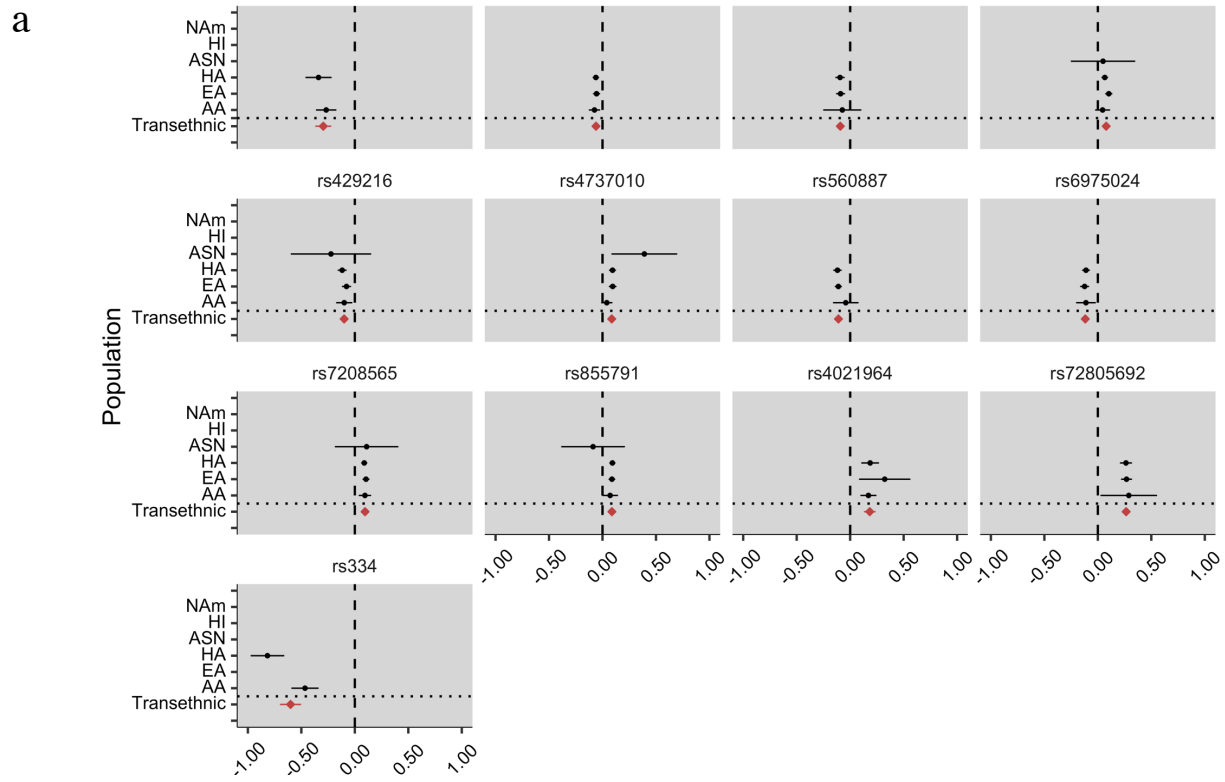 a
NAm
HI
ASN
HA
EA
AA
Transethnic
rs429216 rs4737010 rs560887 rs6975024
NAm
HI
ASN
HA
EA
AA
Transethnic
Population
rs7208565 rs855791 rs4021964 rs72805692
NAm
HI
ASN
HA
EA
AA
Transethnic
-1.00 -0.50 0.00 0.50 1.00 -1.00 -0.50 0.00 0.50 1.00 -1.00 -0.50 0.00 0.50 1.00
rs334
NAm
HI
ASN
HA
EA
AA
Transethnic
-1.00 -0.50 0.00 0.50 1.00